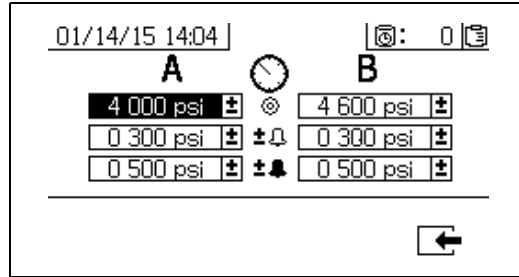 01/14/15 14:04 : 0
A B
4 000 psi ± 4 600 psi ±
0 300 psi ± ± 0 300 psi ±
0 500 psi ± ± 0 500 psi ±